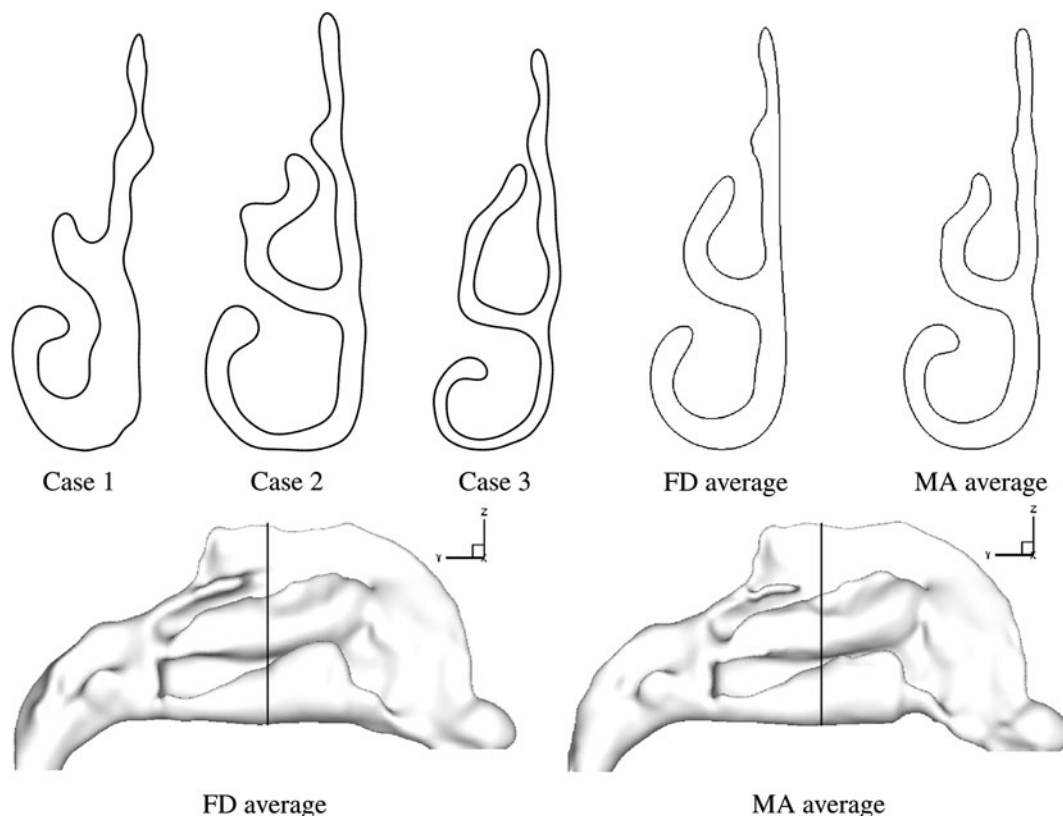 Case 1
Case 2
Case 3
FD average
MA average
Z
Y
X
Z
Y
X
FD average
MA average